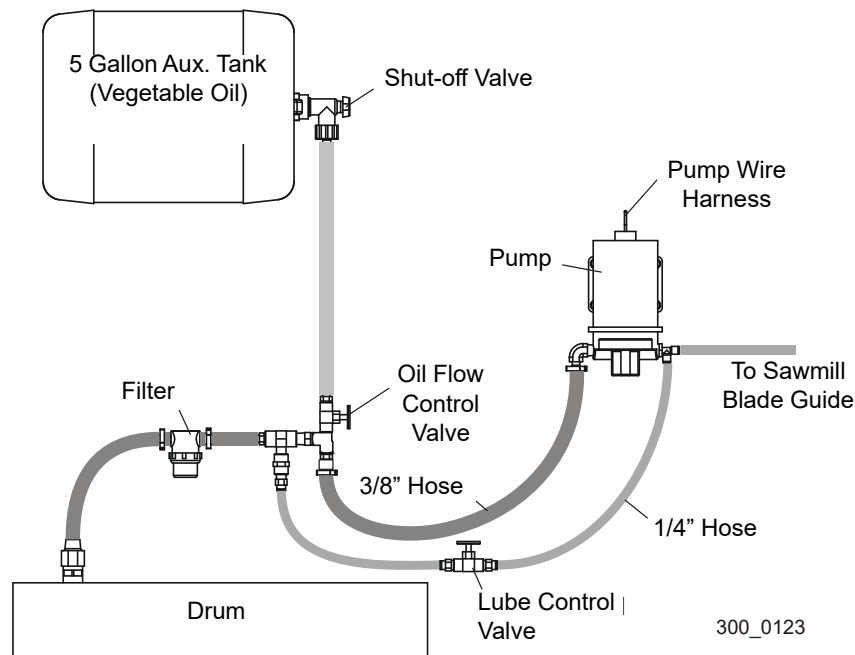 5 Gallon Aux. Tank
(Vegetable Oil)
Shut-off Valve
Pump Wire
Harness
Pump
To Sawmill
Blade Guide
Oil Flow
Control
Valve
Filter
3/8” Hose
1/4” Hose
Drum
Lube Control
Valve
300_0123